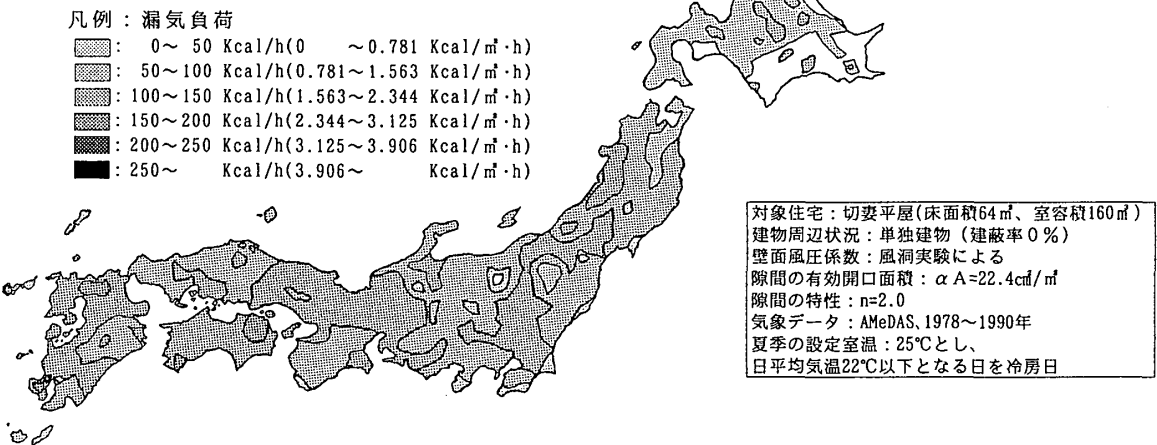 凡例：漏気負荷
： 0～ 50 Kcal/h(0 ～0.781 Kcal/㎡·h)
： 50～100 Kcal/h(0.781～1.563 Kcal/㎡·h)
：100～150 Kcal/h(1.563～2.344 Kcal/㎡·h)
：150～200 Kcal/h(2.344～3.125 Kcal/㎡·h)
：200～250 Kcal/h(3.125～3.906 Kcal/㎡·h)
：250～ Kcal/h(3.906～ Kcal/㎡·h)
対象住宅：切妻平屋(床面積64㎡、室容積160㎡)
建物周辺状況：単独建物（建蔽率０％）
壁面風圧係数：風洞実験による
隙間の有効開口面積：αA=22.4c㎡/㎡
隙間の特性：n=2.0
気象データ：AMeDAS,1978～1990年
夏季の設定室温：25℃とし、
日平均気温22℃以下となる日を冷房日